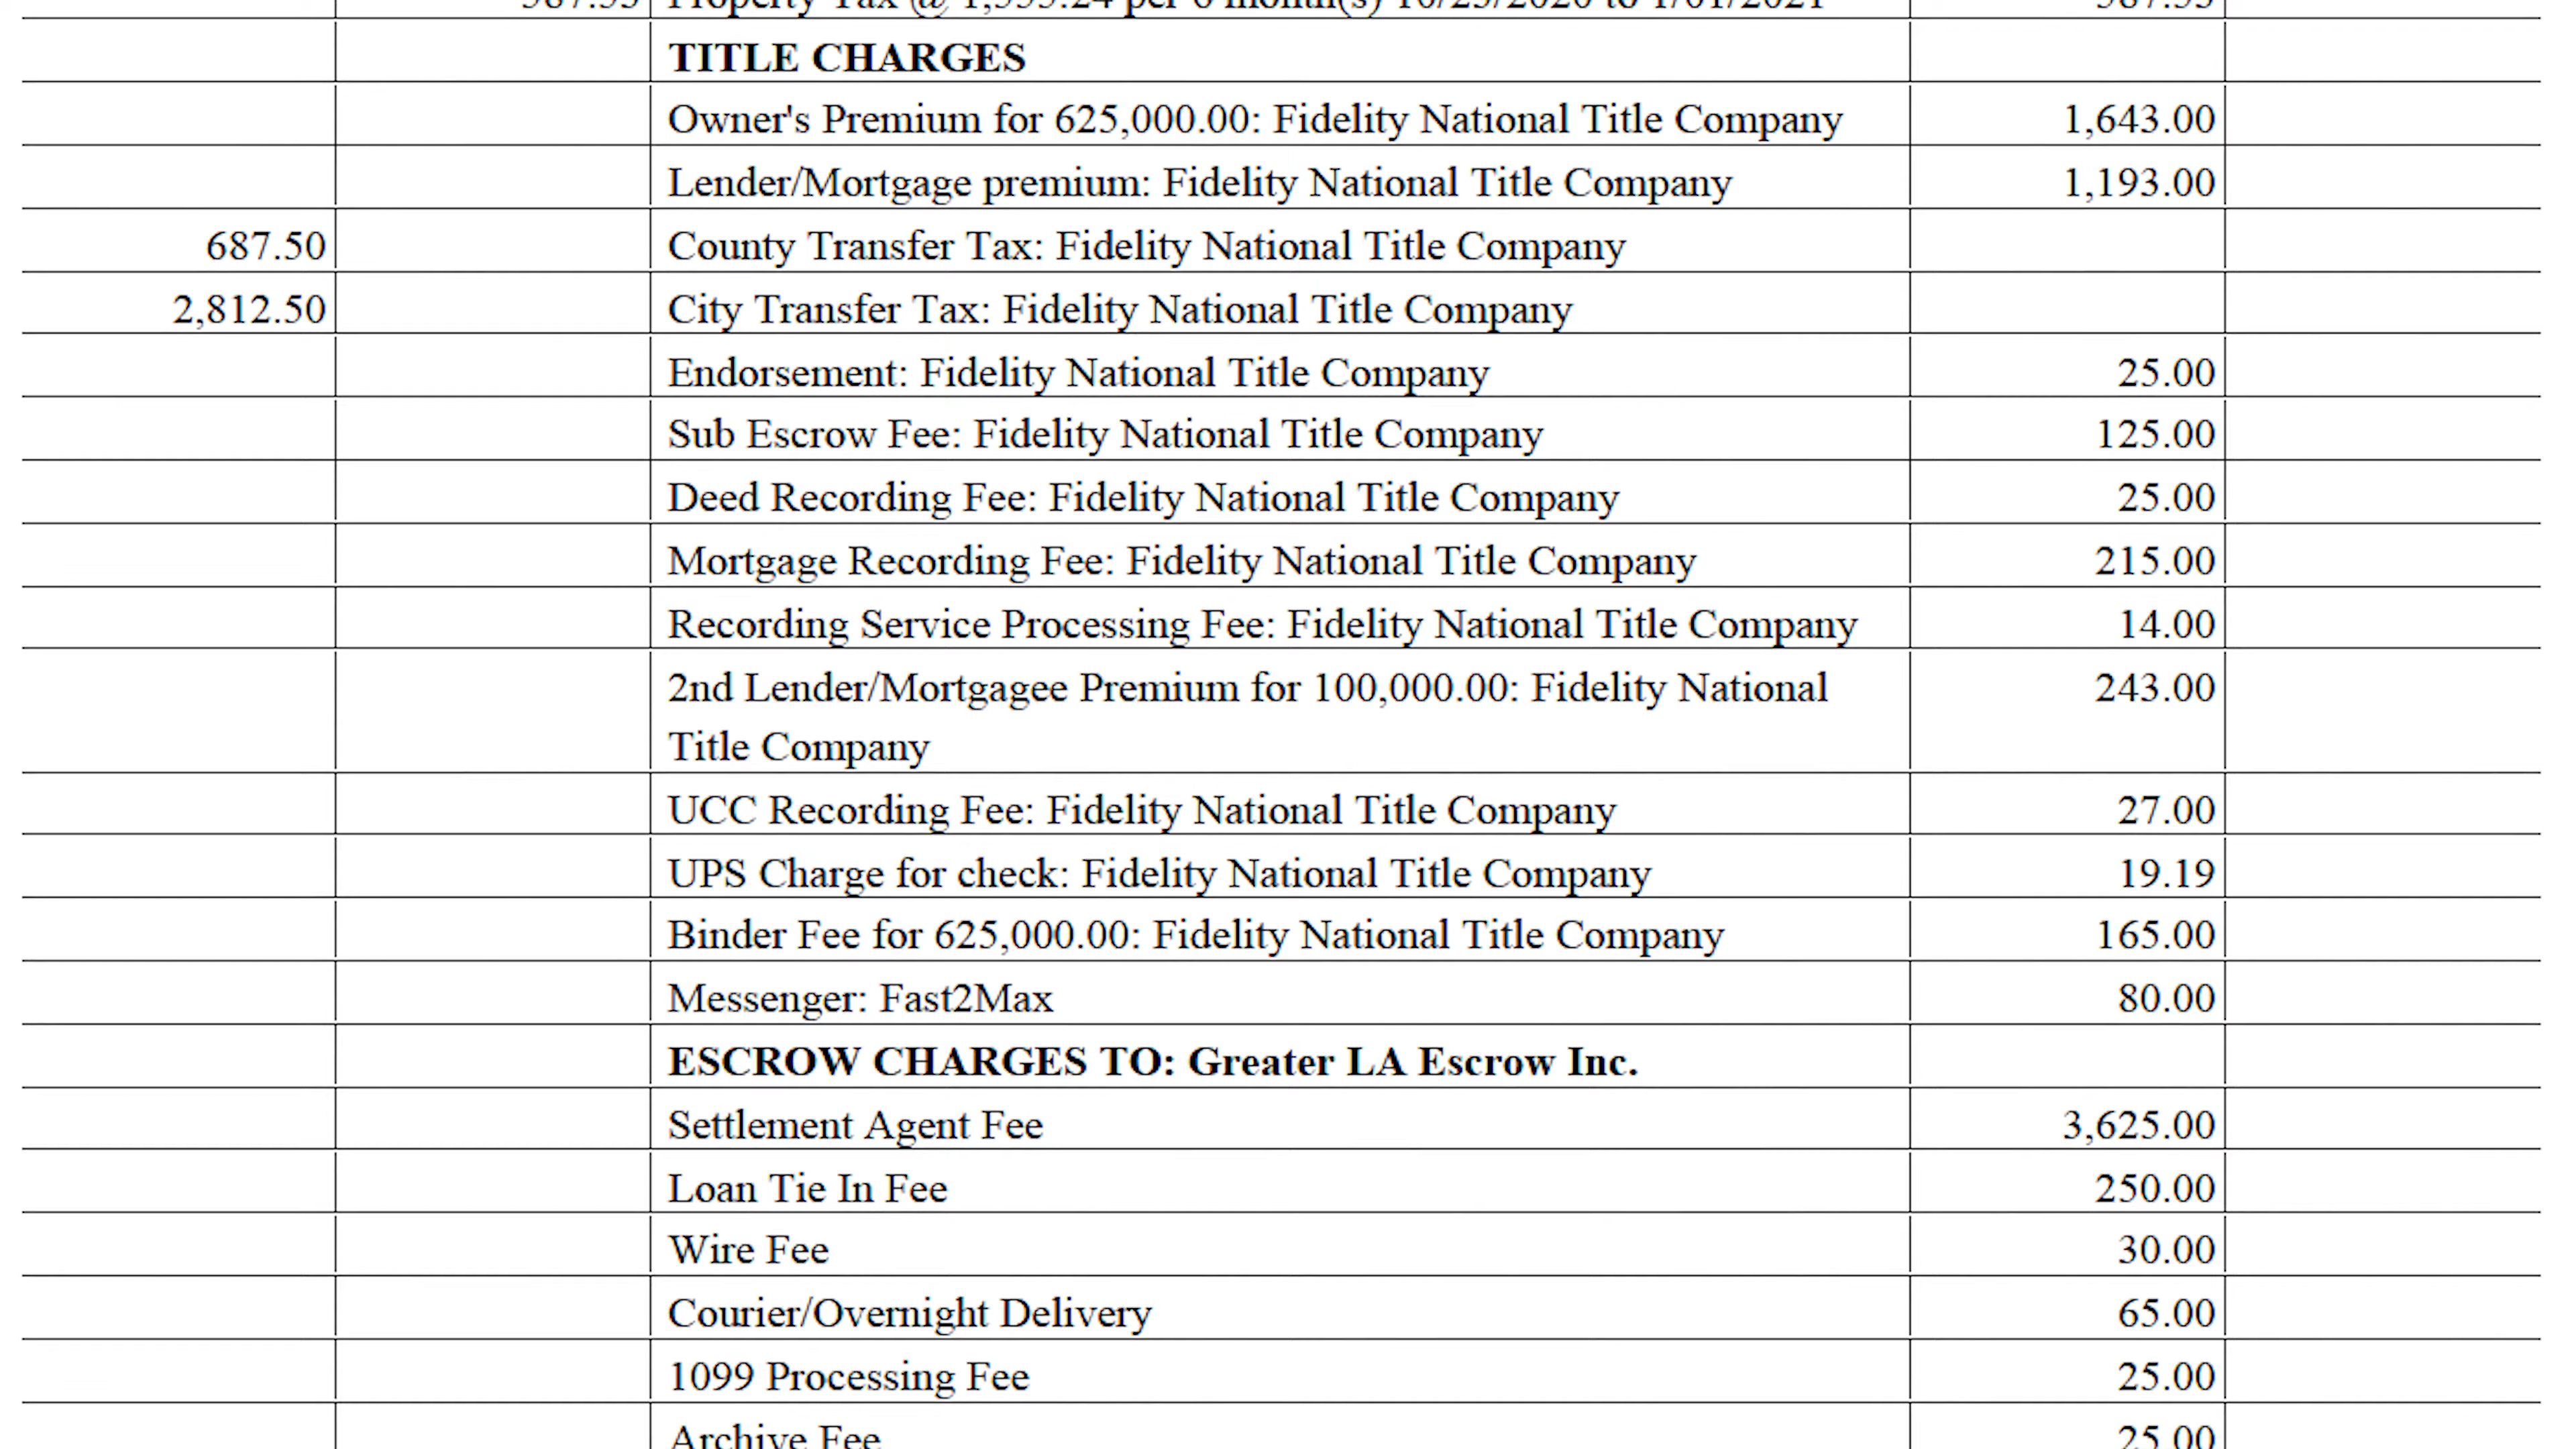 Property Tax @ 1,
TITLE CHARGES
Owner's Premium for 625,000.00: Fidelity National Title Company 1,643.00
Lender/Mortgage premium: Fidelity National Title Company 1,193.00
687.50 County Transfer Tax: Fidelity National Title Company
2,812.50 City Transfer Tax: Fidelity National Title Company
Endorsement: Fidelity National Title Company 25.00
Sub Escrow Fee: Fidelity National Title Company 125.00
Deed Recording Fee: Fidelity National Title Company 25.00
Mortgage Recording Fee: Fidelity National Title Company 215.00
Recording Service Processing Fee: Fidelity National Title Company 14.00
2nd Lender/Mortgagee Premium for 100,000.00: Fidelity National 243.00
Title Company
UCC Recording Fee: Fidelity National Title Company 27.00
UPS Charge for check: Fidelity National Title Company 19.19
Binder Fee for 625,000.00: Fidelity National Title Company 165.00
Messenger: Fast2Max 80.00
ESCROW CHARGES TO: Greater LA Escrow Inc.
Settlement Agent Fee 3,625.00
Loan Tie In Fee 250.00
Wire Fee 30.00
Courier/Overnight Delivery 65.00
1099 Processing Fee 25.00
Archive Fee 25.00